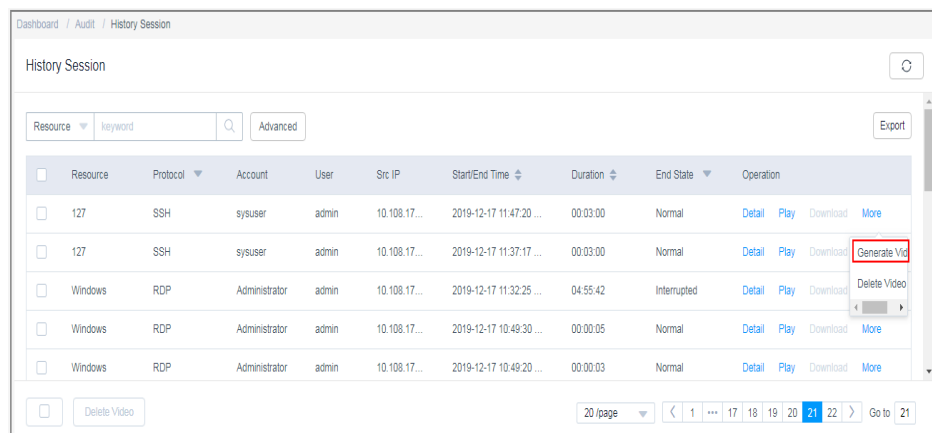 Dashboard / Audit / History Session
History Session
Resource keyword Advanced Export
Resource Protocol Account User Src IP Start/End Time Duration End State Operation
127 SSH sysuser admin 10.108.17... 2019-12-17 11:47:20 ... 00:03:00 Normal Detail Play Download More
127 SSH sysuser admin 10.108.17... 2019-12-17 11:37:17 ... 00:03:00 Normal Detail Play Download
Generate Vid
Windows RDP Administrator admin 10.108.17... 2019-12-17 11:32:25 ... 04:55:42 Interrupted Detail Play Download
Delete Video
Windows RDP Administrator admin 10.108.17... 2019-12-17 10:49:30 ... 00:00:05 Normal Detail Play Download More
Windows RDP Administrator admin 10.108.17... 2019-12-17 10:49:20 ... 00:00:03 Normal Detail Play Download More
Delete Video 20 /page 1 ••• 17 18 19 20 21 22 Go to 21